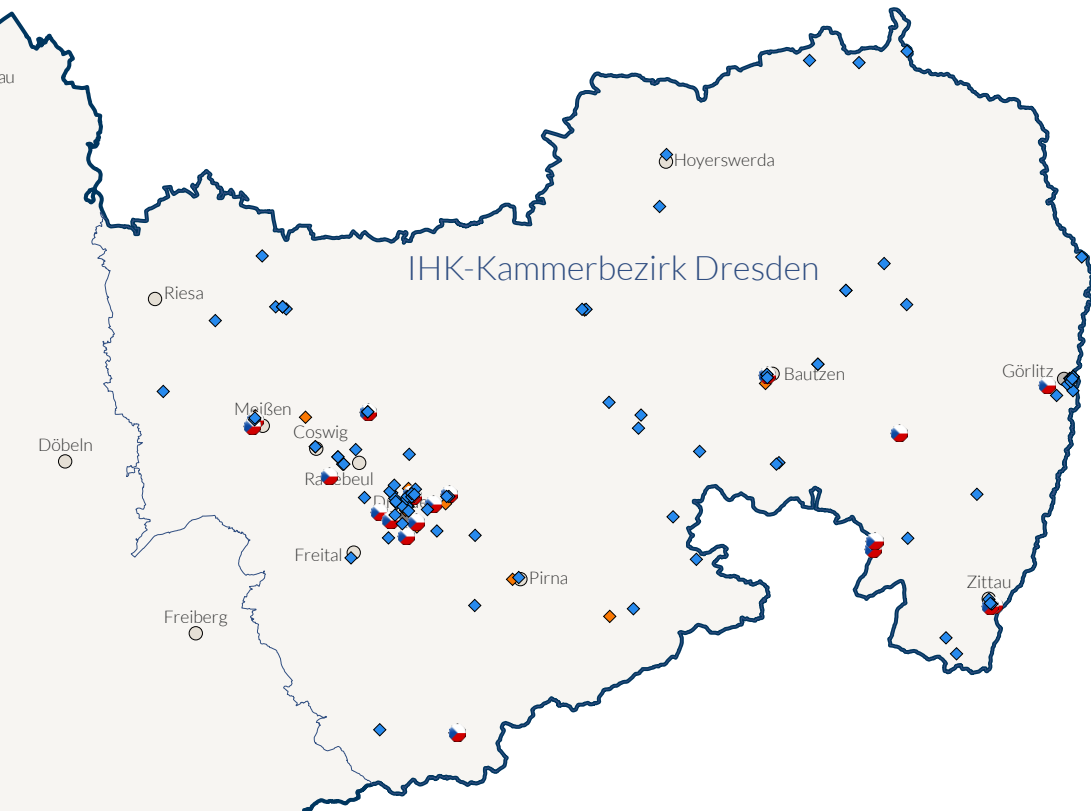 au
Hoyerswerda
IHK-Kammerbezirk Dresden
Riesa
Bautzen
Görlitz
Meißen
Coswig
Döbeln
Radebeul
Freital
Pirna
Zittau
Freiberg